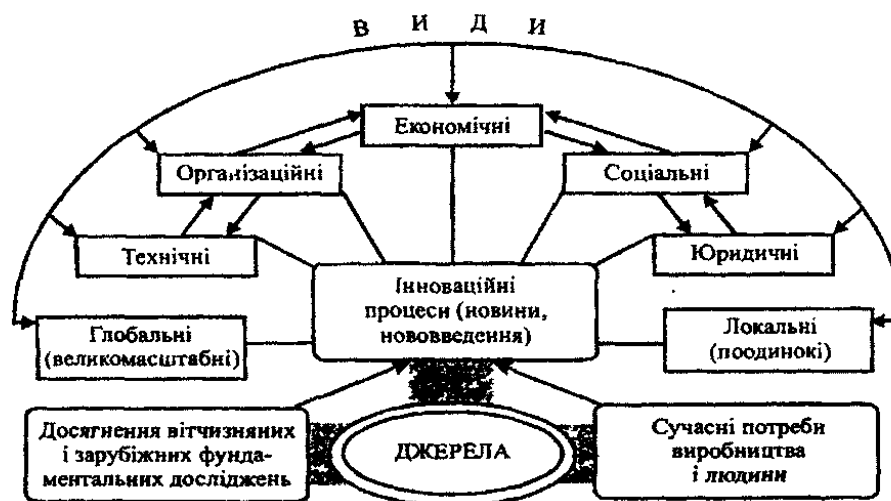 ВИДИ
Економічні
Організаційні
Соціальні
Технічні
Юридичні
Інноваційні
процеси (новини,
нововведення)
Глобальні
(великомасштабні)
Локальні
(поодинокі)
Досягнення вітчизняних
і зарубіжних фунда-
ментальних досліджень
ДЖЕРЕЛА
Сучасні потреби
виробництва
і людини